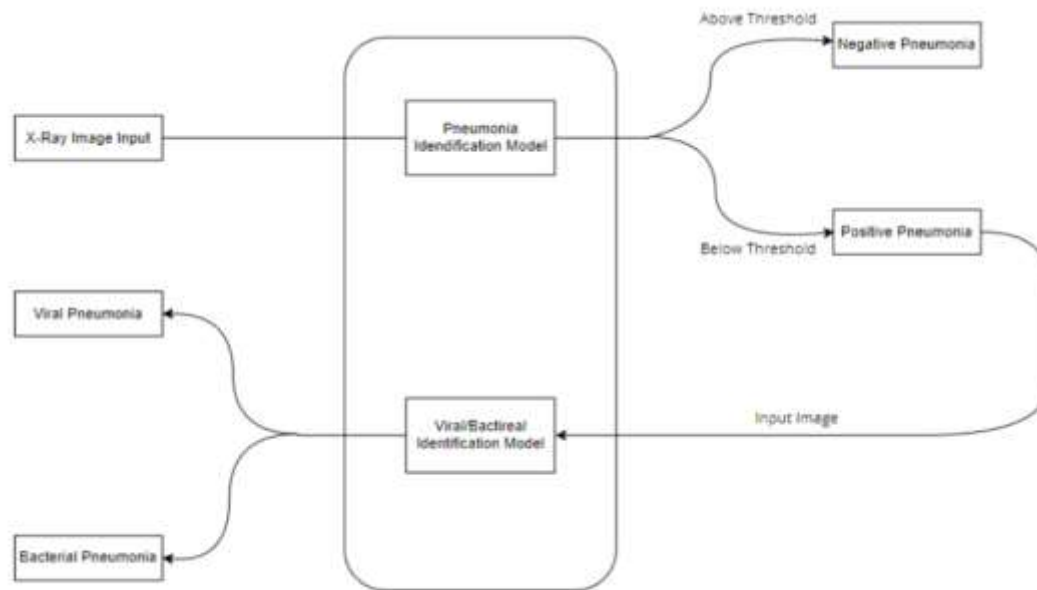 Above Threshold
Negative Pneumonia
X-Ray Image Input
Pneumonia
Idendification Model
Positive Pneumonia
Below Threshold
Viral Pneumonia
Input Image
Viral/Bactireal
Identification Model
Bacterial Pneumonia